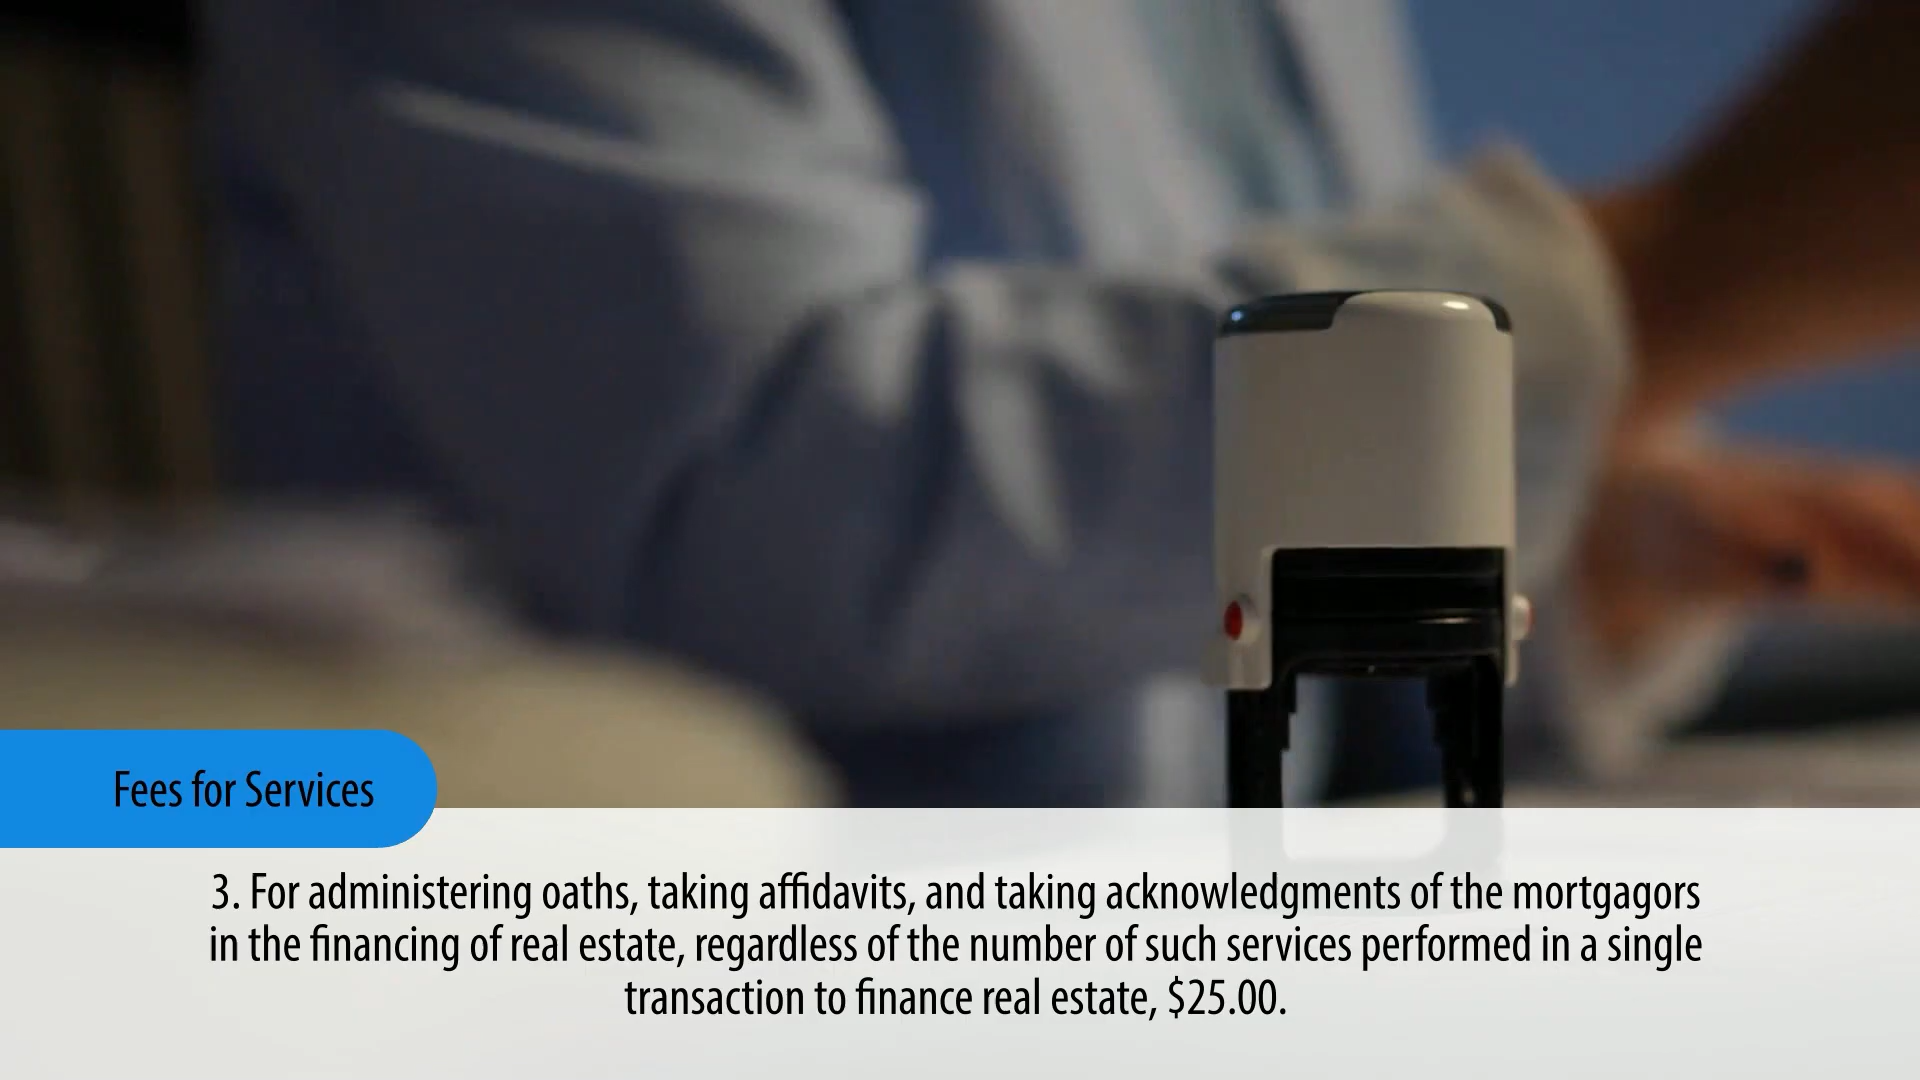 Fees for Services
3. For administering oaths, taking affidavits, and taking acknowledgments of the mortgagors
in the financing of real estate, regardless of the number of such services performed in a single
transaction to finance real estate, $25.00.